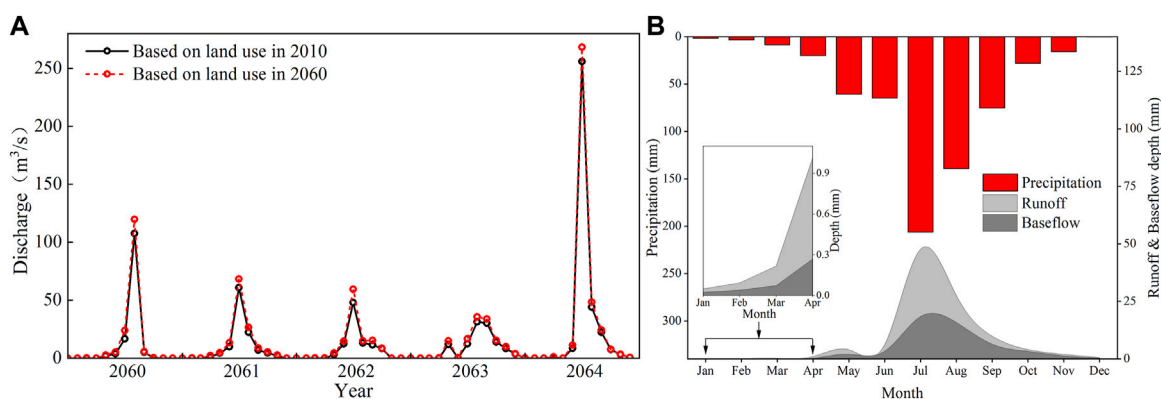 A
Based on land use in 2010
Based on land use in 2060
250
200
150
100
50
0
Discharge（m³/s）
2060 2061 2062 2063 2064
Year
B
0
50
100
150
200
250
300
Precipitation (mm)
0.9
0.6
0.3
0.0
Depth (mm)
Jan Feb Mar Apr
Month
Precipitation
Runoff
Baseflow
125
100
75
50
25
0
Runoff & Baseflow depth (mm)
Jan Feb Mar Apr May Jun Jul Aug Sep Oct Nov Dec
Month